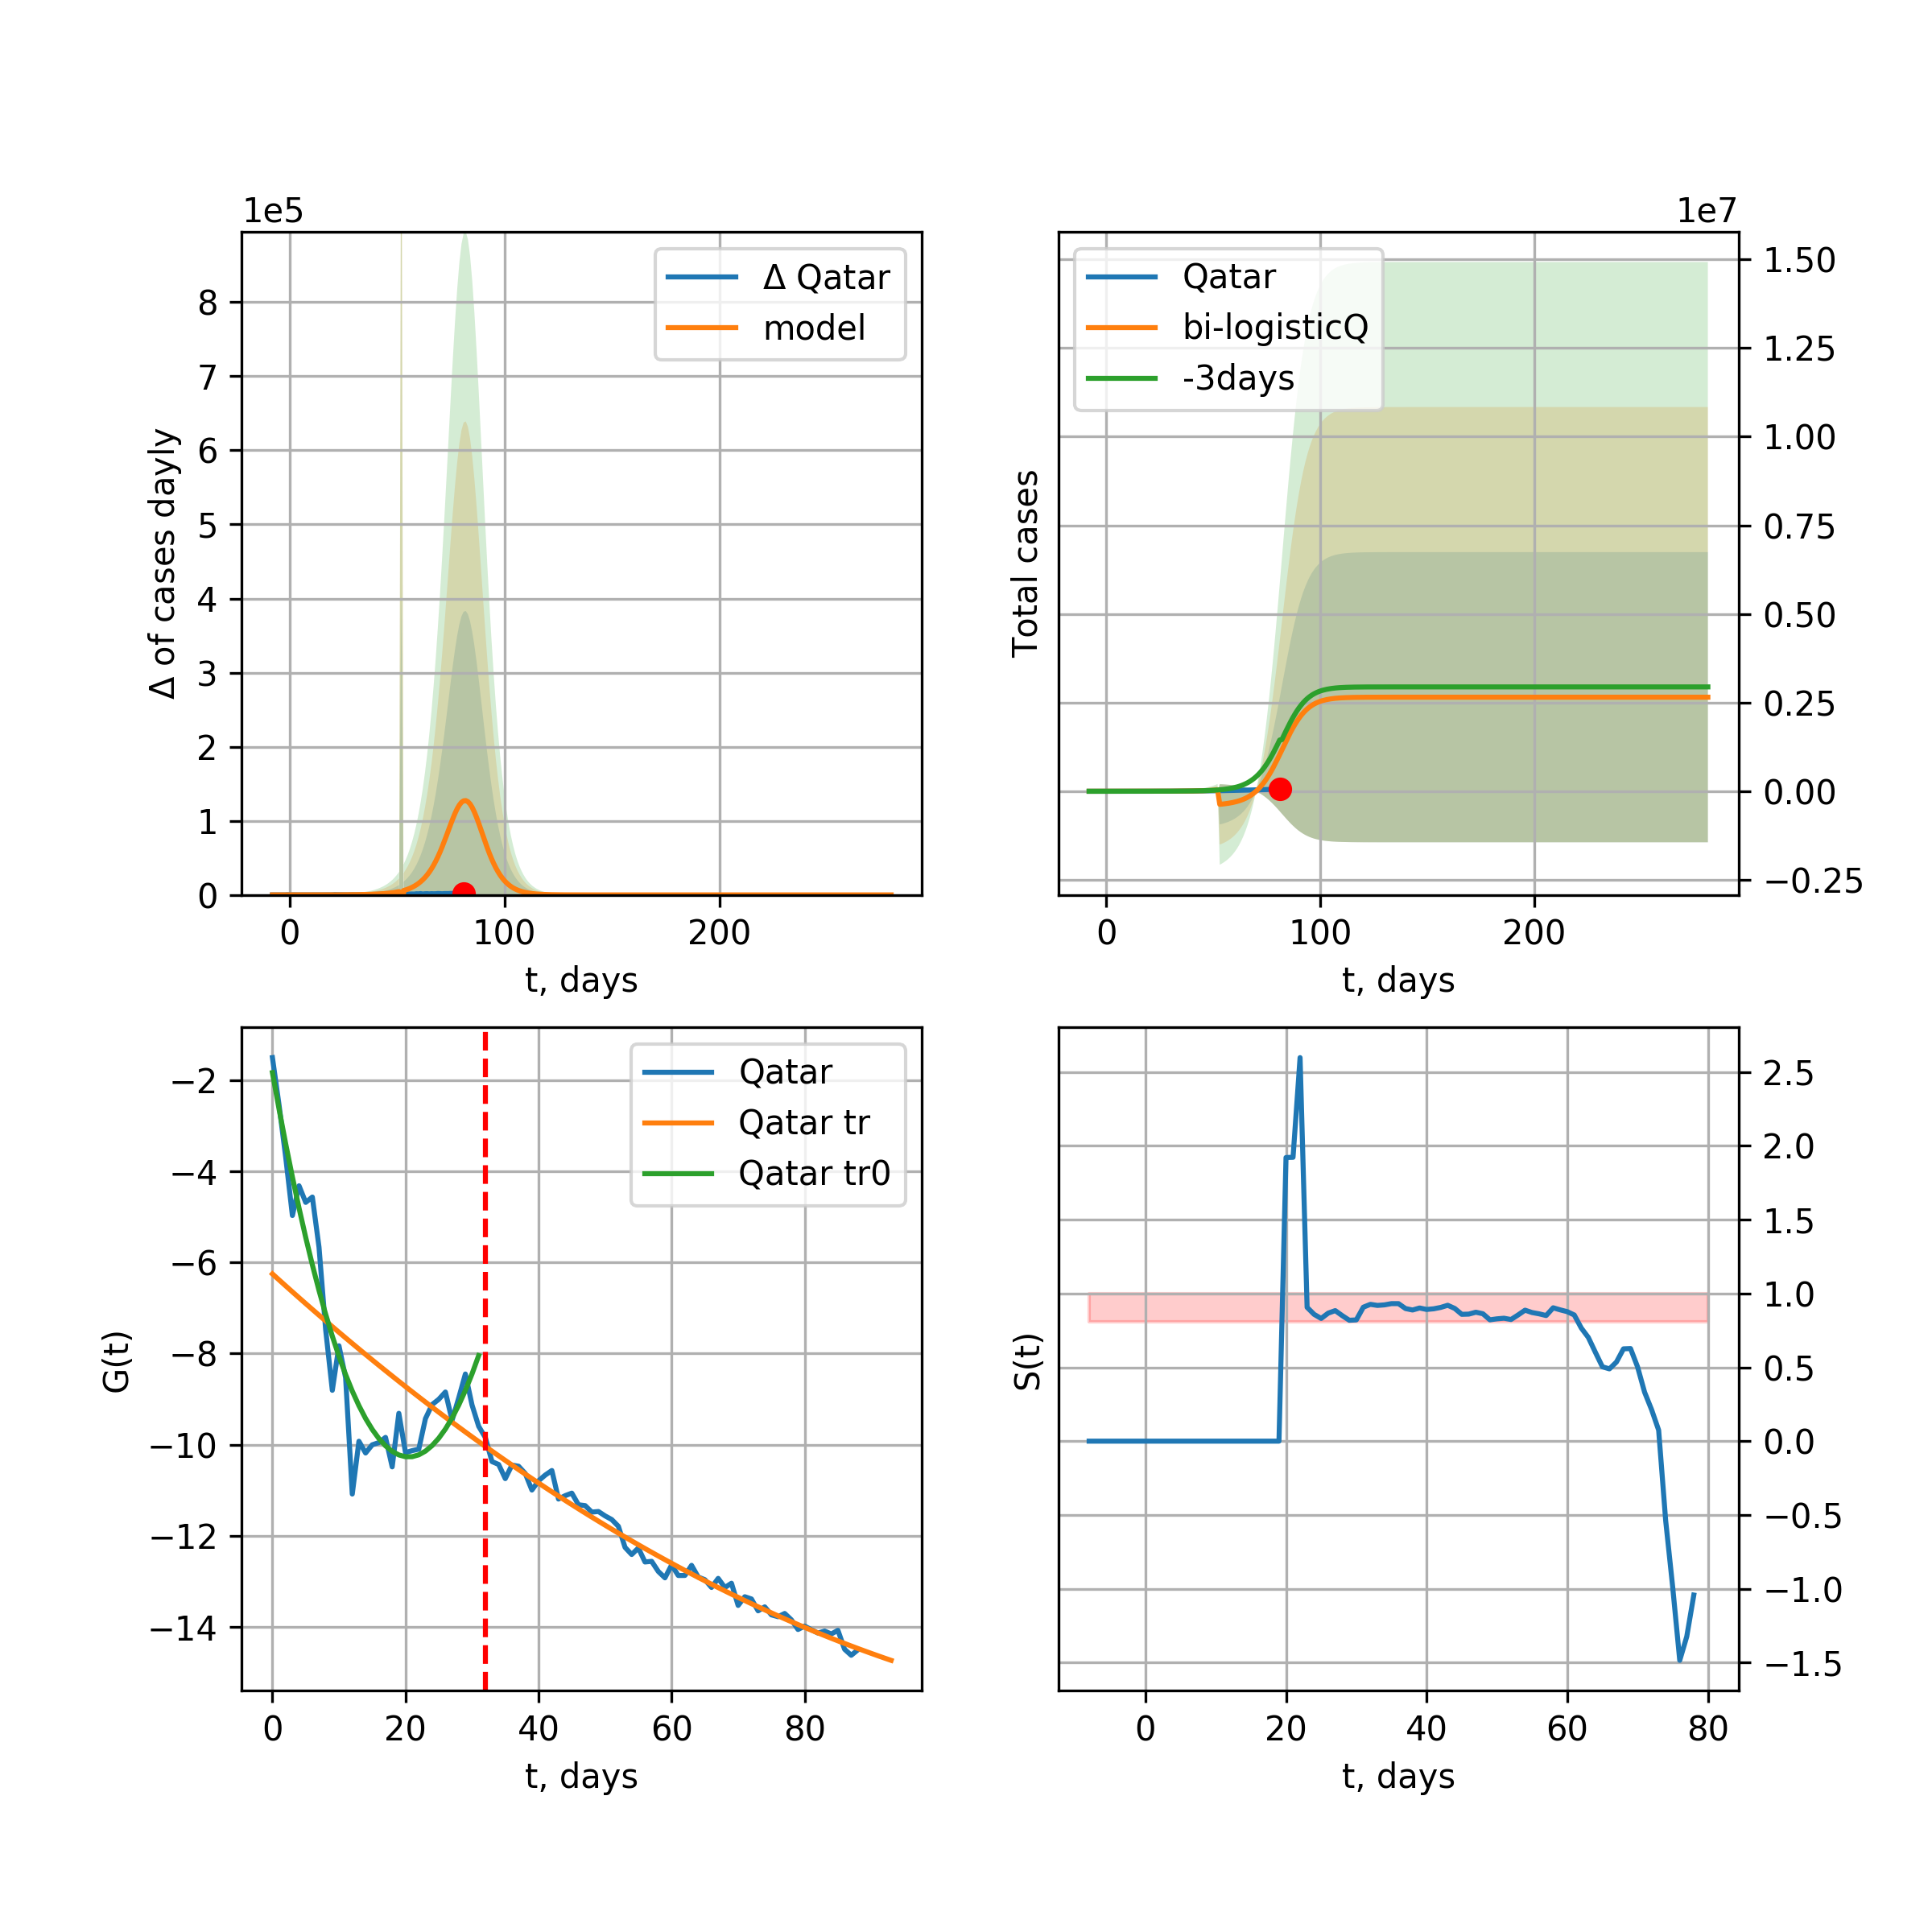 1e5
Δ of cases dayly
8
7
6
5
4
3
2
1
0
0 100 200
t, days
Δ Qatar
model
1e7
Total cases
1.50
1.25
1.00
0.75
0.50
0.25
0.00
−0.25
0 100 200
t, days
Qatar
bi-logisticQ
-3days
G(t)
−2
−4
−6
−8
−10
−12
−14
0 20 40 60 80
t, days
Qatar
Qatar tr
Qatar tr0
S(t)
2.5
2.0
1.5
1.0
0.5
0.0
−0.5
−1.0
−1.5
0 20 40 60 80
t, days